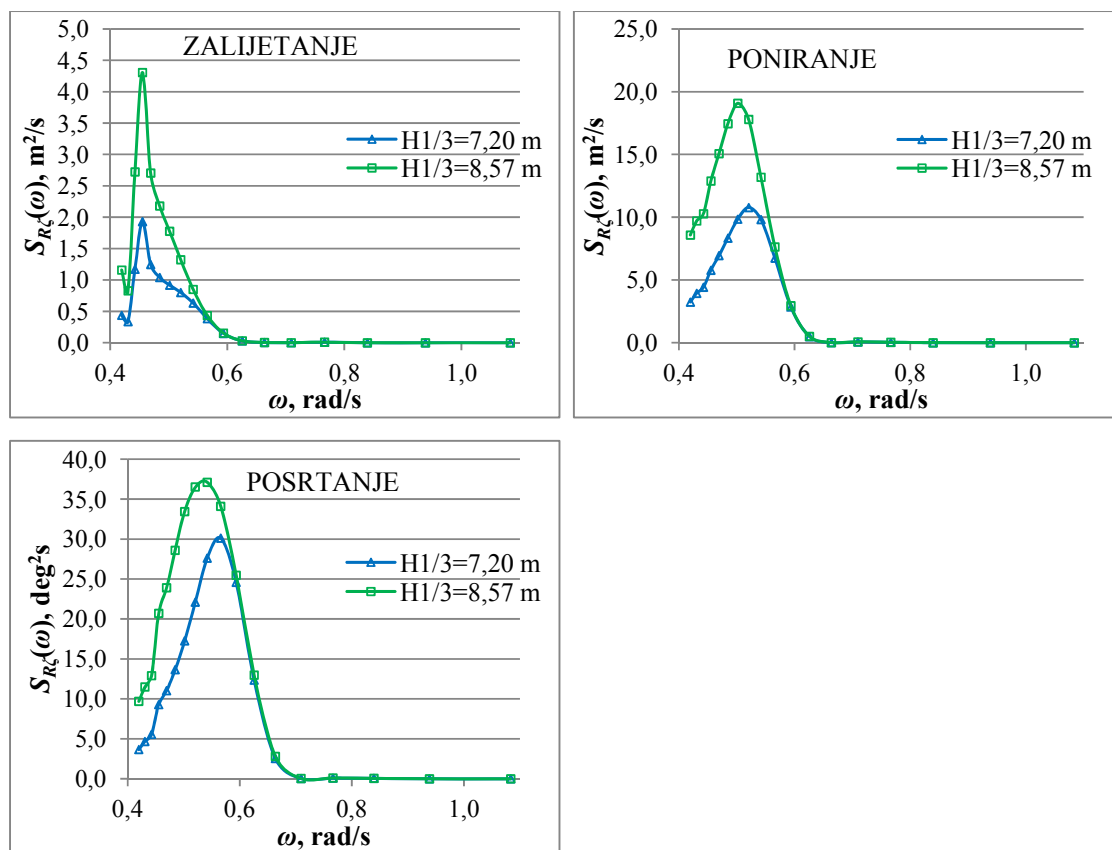 ZALIJETANJE
S_Rζ(ω), m²/s
5,0
4,5
4,0
3,5
3,0
2,5
2,0
1,5
1,0
0,5
0,0
H1/3=7,20 m
H1/3=8,57 m
0,4 0,6 0,8 1,0
ω, rad/s
PONIRANJE
S_Rζ(ω), m²/s
25,0
20,0
15,0
10,0
5,0
0,0
H1/3=7,20 m
H1/3=8,57 m
0,4 0,6 0,8 1,0
ω, rad/s
POSRTANJE
S_Rζ(ω), deg²s
40,0
35,0
30,0
25,0
20,0
15,0
10,0
5,0
0,0
H1/3=7,20 m
H1/3=8,57 m
0,4 0,6 0,8 1,0
ω, rad/s